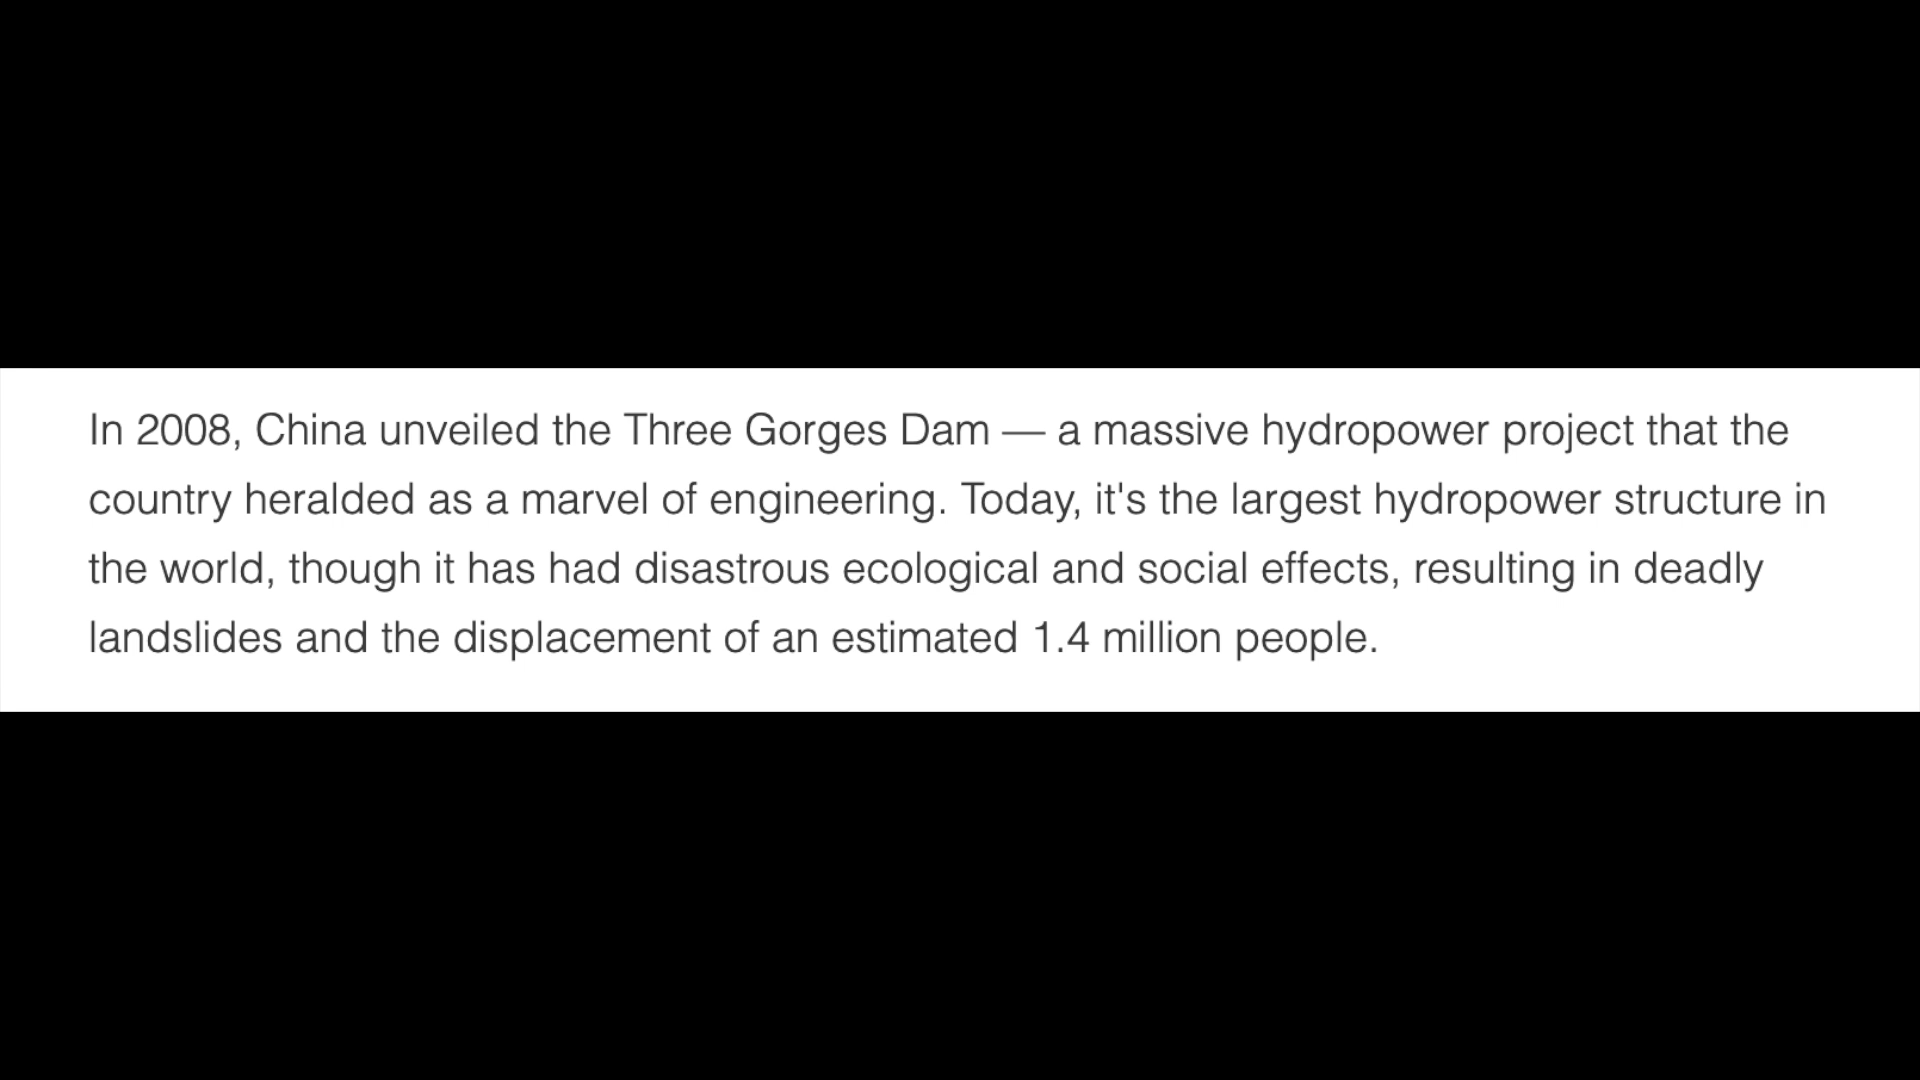 In 2008, China unveiled the Three Gorges Dam — a massive hydropower project that the
country heralded as a marvel of engineering. Today, it's the largest hydropower structure in
the world, though it has had disastrous ecological and social effects, resulting in deadly
landslides and the displacement of an estimated 1.4 million people.